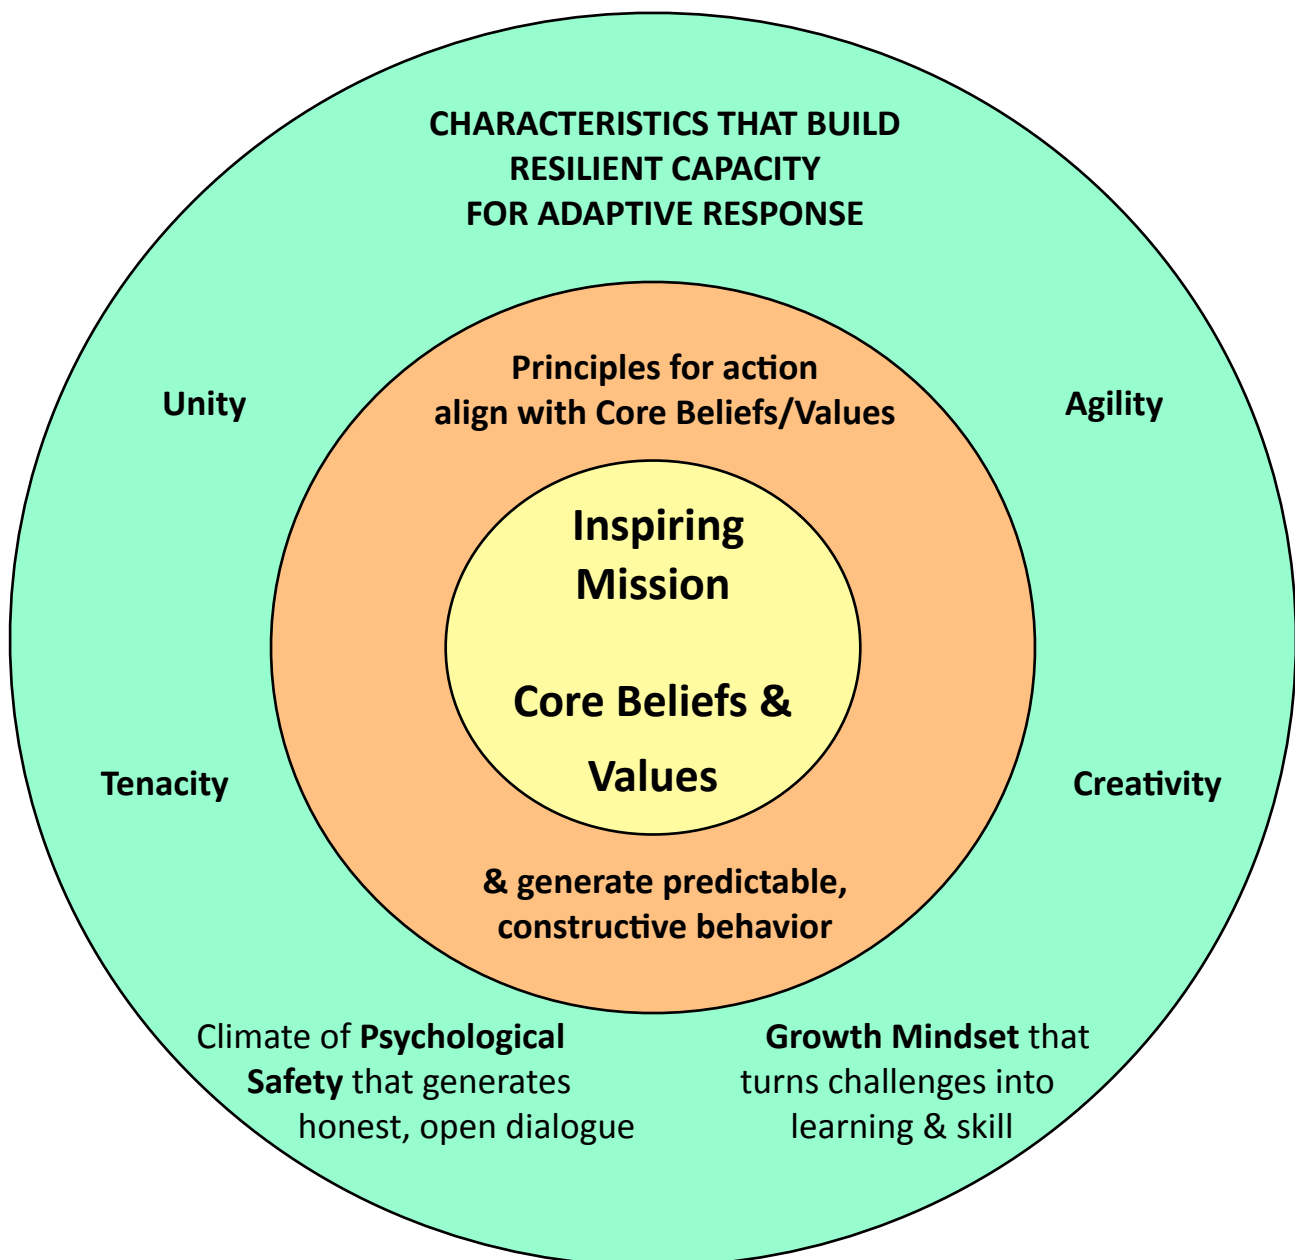 CHARACTERISTICS THAT BUILD
RESILIENT CAPACITY
FOR ADAPTIVE RESPONSE
Principles for action
align with Core Beliefs/Values
Unity
Agility
Inspiring
Mission
Core Beliefs &
Values
Tenacity
Creativity
& generate predictable,
constructive behavior
Climate of Psychological
Safety that generates
honest, open dialogue
Growth Mindset that
turns challenges into
learning & skill